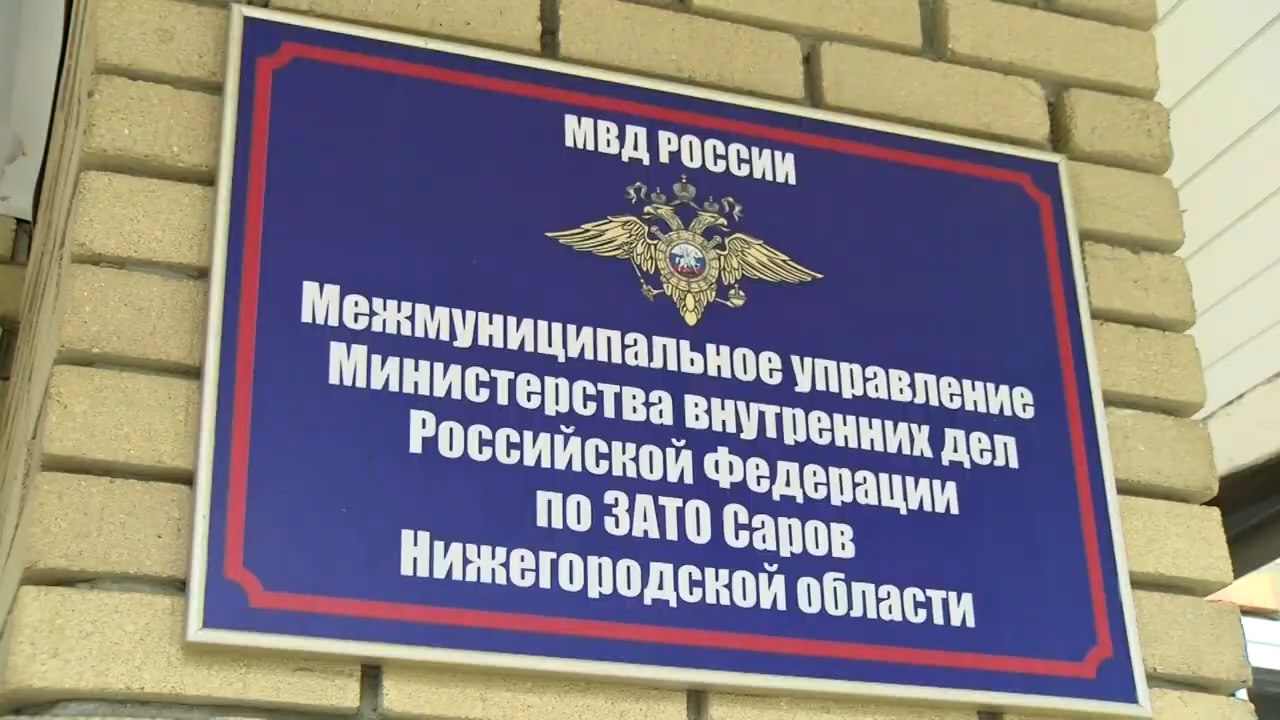 МВД РОССИИ
Межмуниципальное управление
Министерства внутренних дел
Российской Федерации
по ЗАТО Саров
Нижегородской области